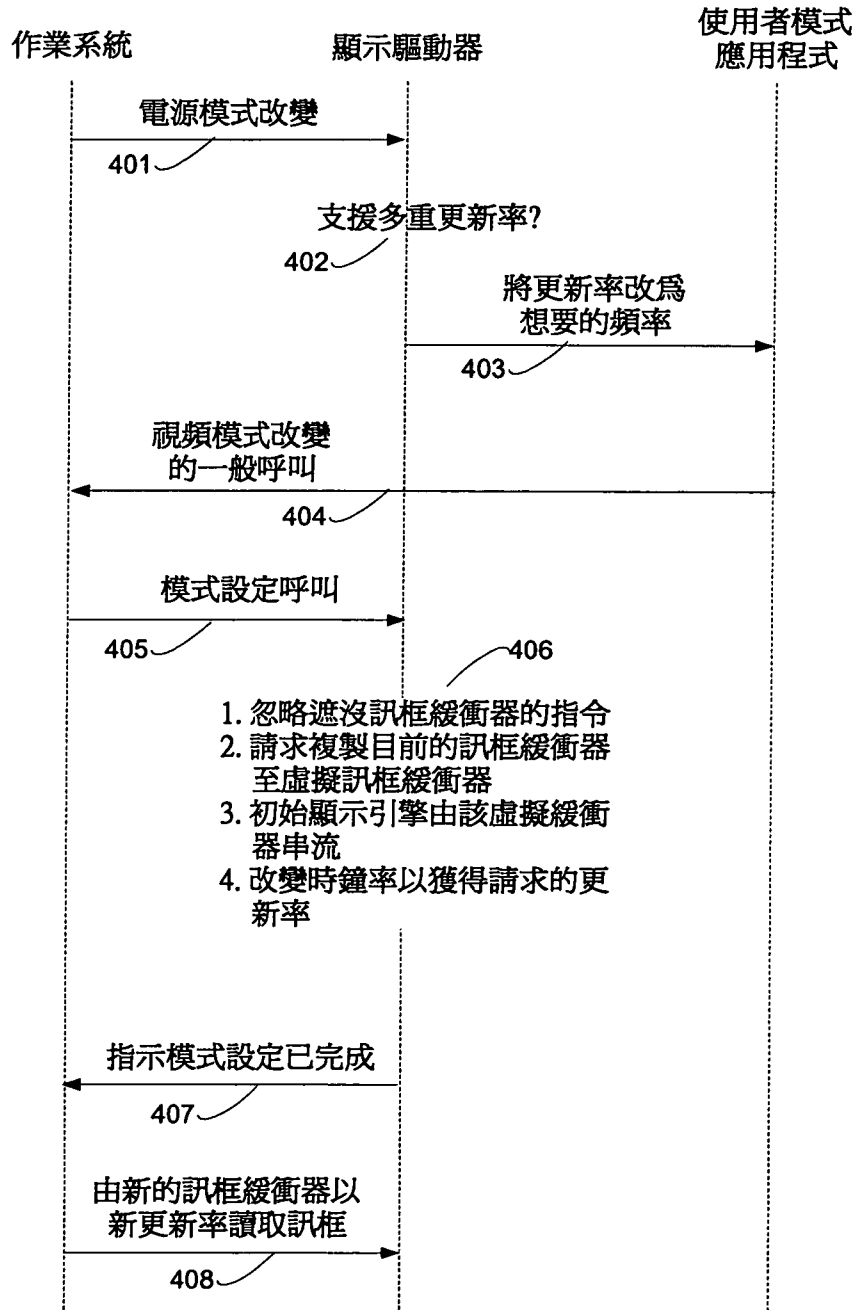 作業系統
顯示驅動器
使用者模式
應用程式
電源模式改變
401
支援多重更新率?
402
將更新率改爲
想要的頻率
403
視頻模式改變
的一般呼叫
404
模式設定呼叫
405
406
1. 忽略遮沒訊框緩衝器的指令
2. 請求複製目前的訊框緩衝器
至虛擬訊框緩衝器
3. 初始顯示引擎由該虛擬緩衝
器串流
4. 改變時鐘率以獲得請求的更
新率
指示模式設定已完成
407
由新的訊框緩衝器以
新更新率讀取訊框
408